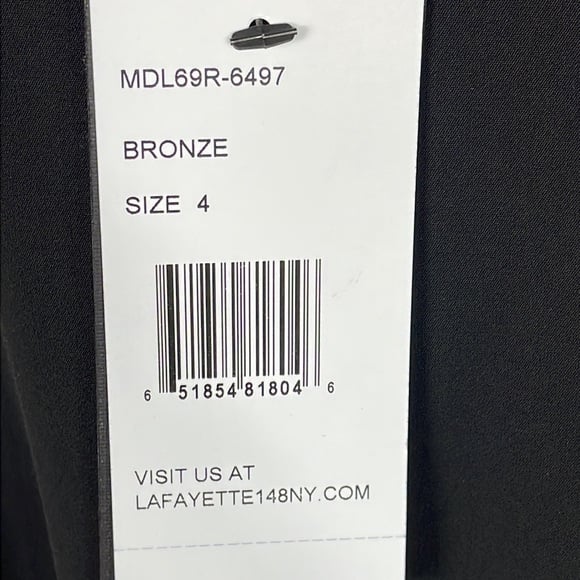 MDL69R-6497
BRONZE
SIZE 4
6 51854 81804 6
VISIT US AT
LAFAYETTE148NY.COM